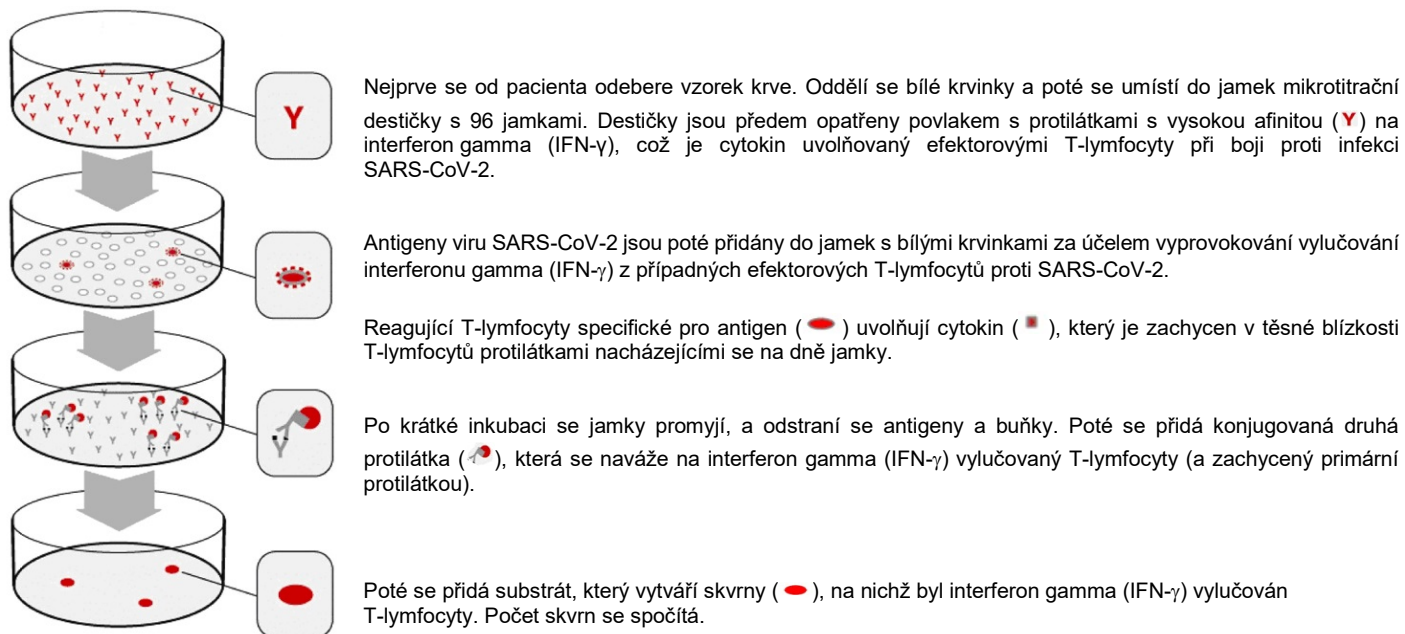 Nejprve se od pacienta odebere vzorek krve. Oddělí se bílé krvinky a poté se umístí do jamek mikrotitrační
destičky s 96 jamkami. Destičky jsou předem opatřeny povlakem s protilátkami s vysokou afinitou (Y) na
interferon gamma (IFN-γ), což je cytokin uvolňovaný efektorovými T-lymfocyty při boji proti infekci
SARS-CoV-2.
Antigeny viru SARS-CoV-2 jsou poté přidány do jamek s bílými krvinkami za účelem vyprovokování vylučování
interferonu gamma (IFN-γ) z případných efektorových T-lymfocytů proti SARS-CoV-2.
Reagující T-lymfocyty specifické pro antigen ( ) uvolňují cytokin ( ), který je zachycen v těsné blízkosti
T-lymfocytů protilátkami nacházejícími se na dně jamky.
Po krátké inkubaci se jamky promyjí, a odstraní se antigeny a buňky. Poté se přidá konjugovaná druhá
protilátka ( ), která se naváže na interferon gamma (IFN-γ) vylučovaný T-lymfocyty (a zachycený primární
protilátkou).
Poté se přidá substrát, který vytváří skvrny ( ), na nichž byl interferon gamma (IFN-γ) vylučován
T-lymfocyty. Počet skvrn se spočítá.